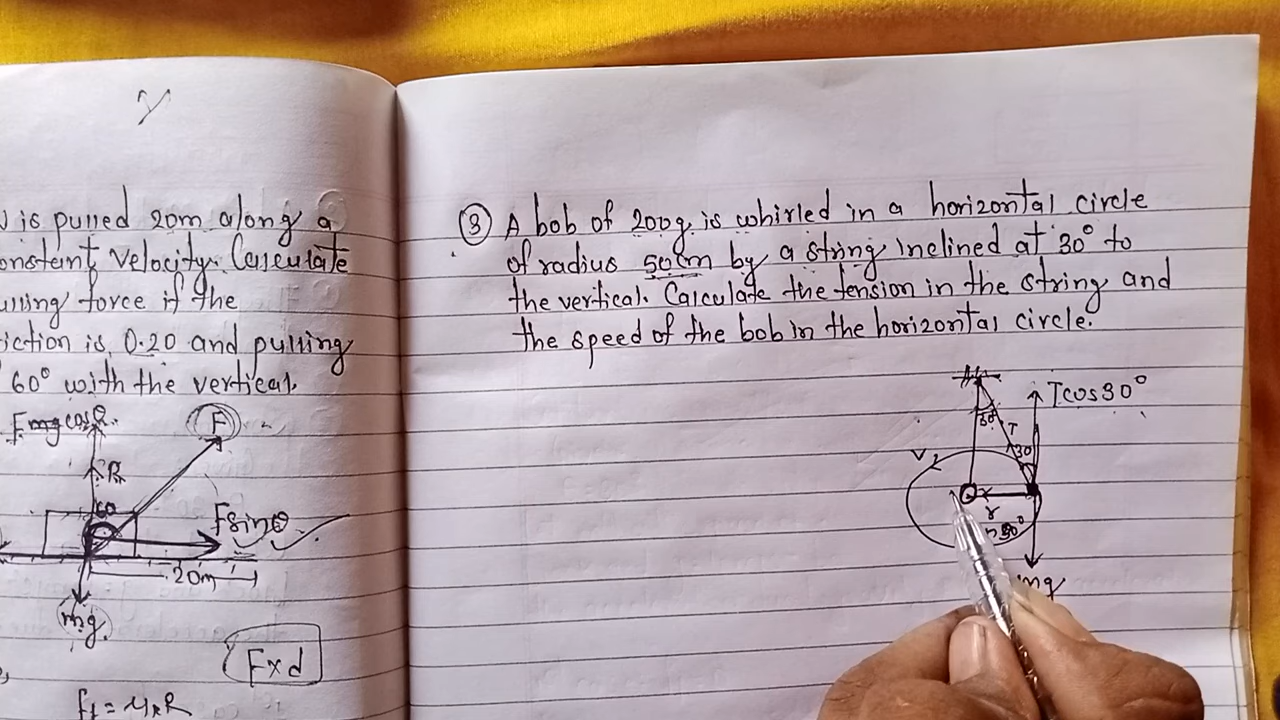 is pulled 20m along a
onstant velocity. Calculate
force if the
iction is 0.20 and pulling
60° with the vertical.
F mg cosθ.
F
R
60
Fsinθ
20m
mg
F×d
③ A bob of 200g is whirled in a horizontal circle
of radius 50cm by a string inclined at 30° to
the vertical. Calculate the tension in the string and
the speed of the bob in the horizontal circle.
Tcos30°
30
T
30
V
r
mg